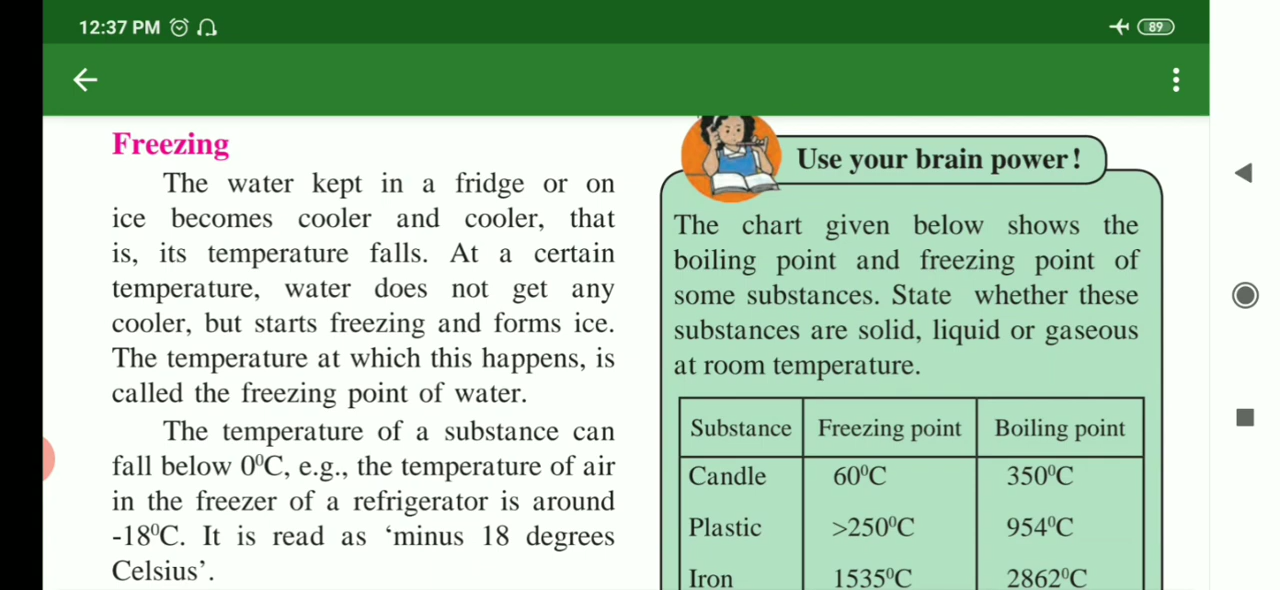 12:37 PM
89
Freezing
The water kept in a fridge or on
ice becomes cooler and cooler, that
is, its temperature falls. At a certain
temperature, water does not get any
cooler, but starts freezing and forms ice.
The temperature at which this happens, is
called the freezing point of water.
The temperature of a substance can
fall below 0⁰C, e.g., the temperature of air
in the freezer of a refrigerator is around
-18⁰C. It is read as ‘minus 18 degrees
Celsius’.
Use your brain power!
The chart given below shows the
boiling point and freezing point of
some substances. State whether these
substances are solid, liquid or gaseous
at room temperature.
Substance Freezing point Boiling point
Candle 60⁰C 350⁰C
Plastic >250⁰C 954⁰C
Iron 1535⁰C 2862⁰C